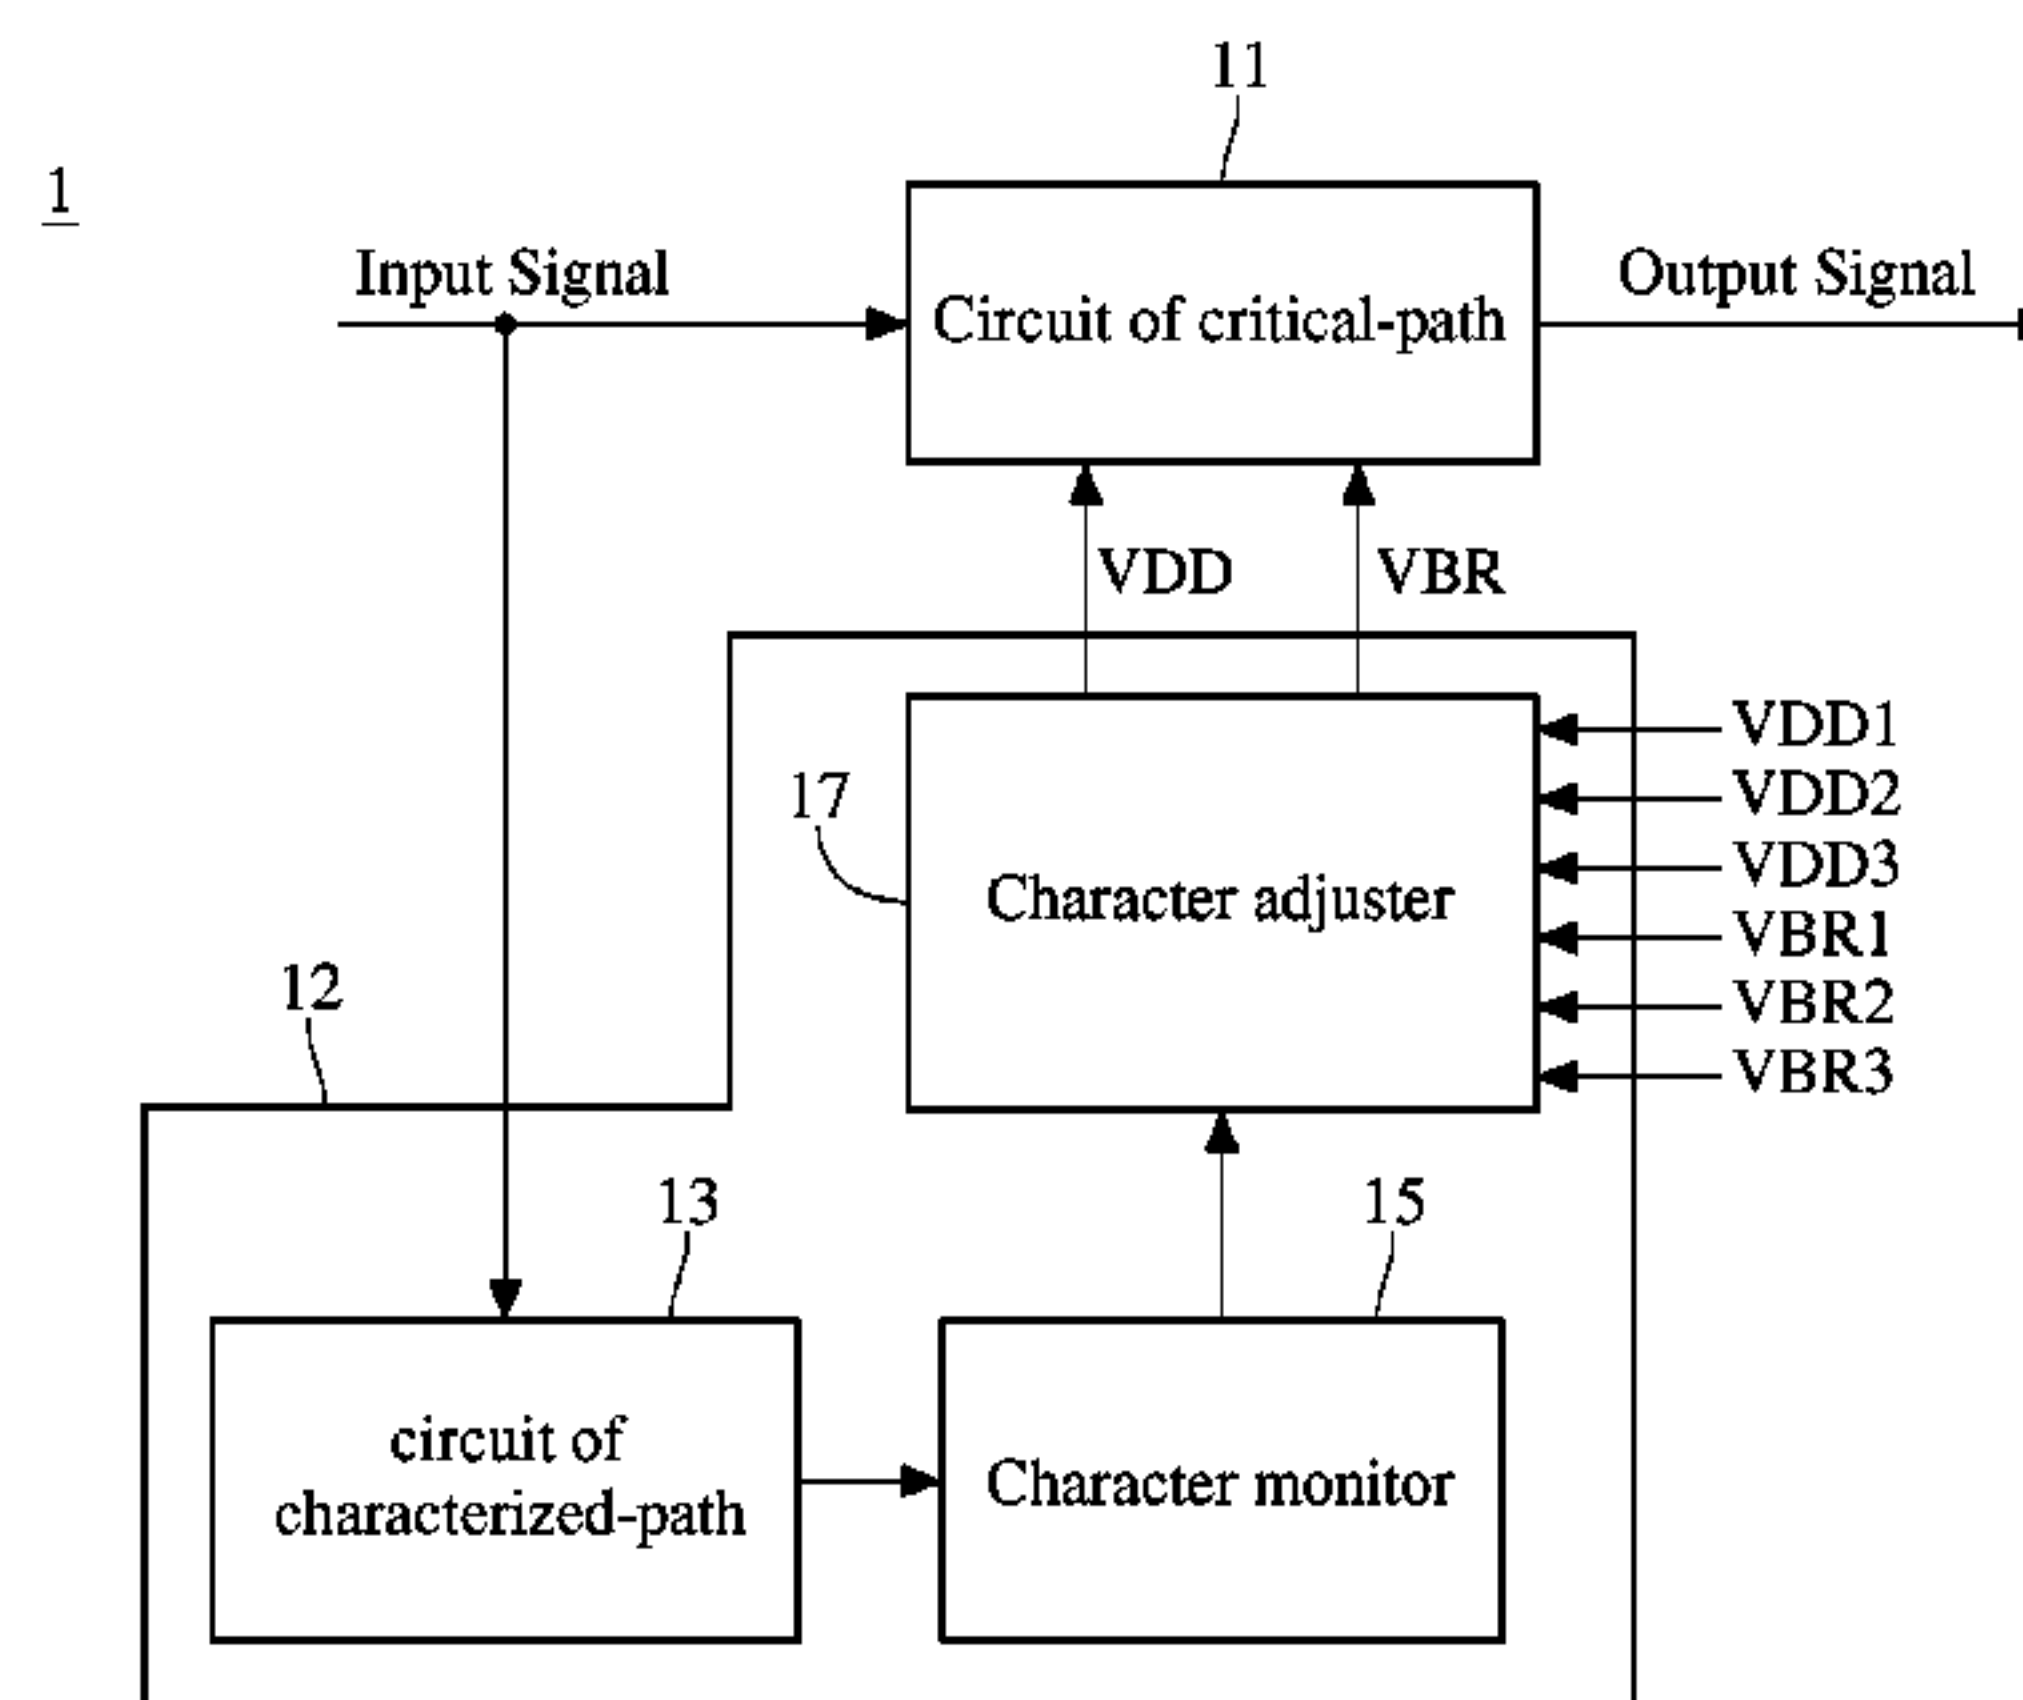 11
1
Input Signal
Circuit of critical-path
Output Signal
VDD
VBR
VDD1
17
VDD2
VDD3
Character adjuster
VBR1
12
VBR2
VBR3
13
15
circuit of
characterized-path
Character monitor